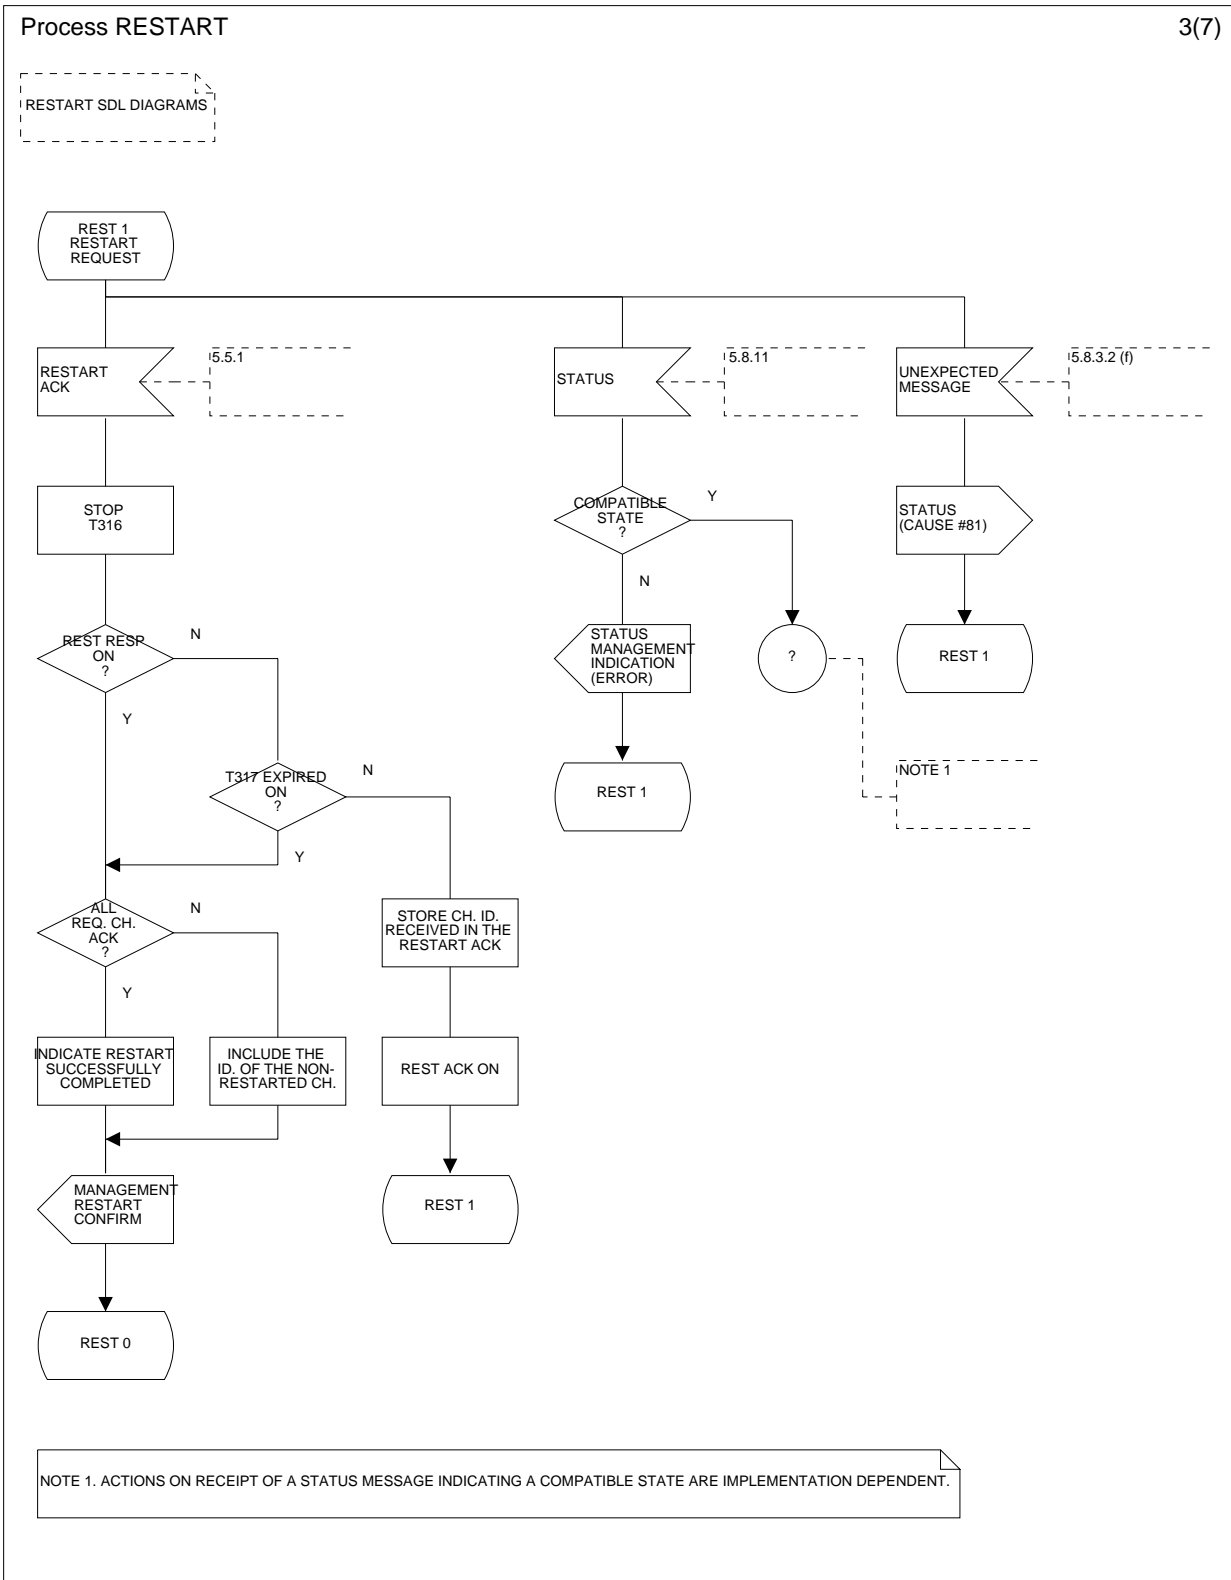 Process RESTART
3(7)
RESTART SDL DIAGRAMS
REST 1
RESTART
REQUEST
RESTART
ACK
5.5.1
STATUS
5.8.11
UNEXPECTED
MESSAGE
5.8.3.2 (f)
STOP
T316
COMPATIBLE
STATE
?
Y
N
STATUS
(CAUSE #81)
REST RESP
ON
?
N
Y
STATUS
MANAGEMENT
INDICATION
(ERROR)
?
REST 1
T317 EXPIRED
ON
?
N
Y
REST 1
NOTE 1
ALL
REQ. CH.
ACK
?
N
Y
STORE CH. ID.
RECEIVED IN THE
RESTART ACK
INDICATE RESTART
SUCCESSFULLY
COMPLETED
INCLUDE THE
ID. OF THE NON-
RESTARTED CH.
REST ACK ON
MANAGEMENT
RESTART
CONFIRM
REST 1
REST 0
NOTE 1. ACTIONS ON RECEIPT OF A STATUS MESSAGE INDICATING A COMPATIBLE STATE ARE IMPLEMENTATION DEPENDENT.